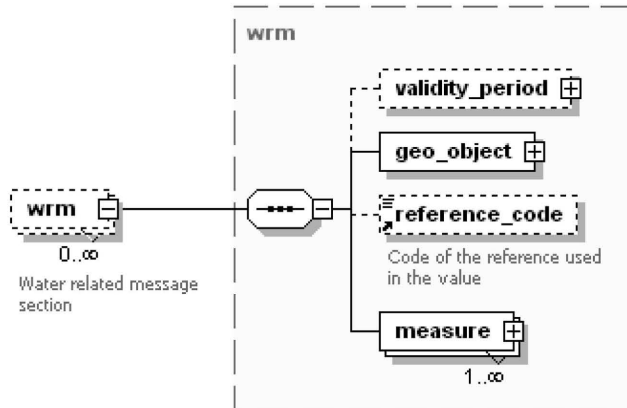 wrm
validity_period
geo_object
wrm
reference_code
0..∞
Code of the reference used
in the value
Water related message
section
measure
1..∞